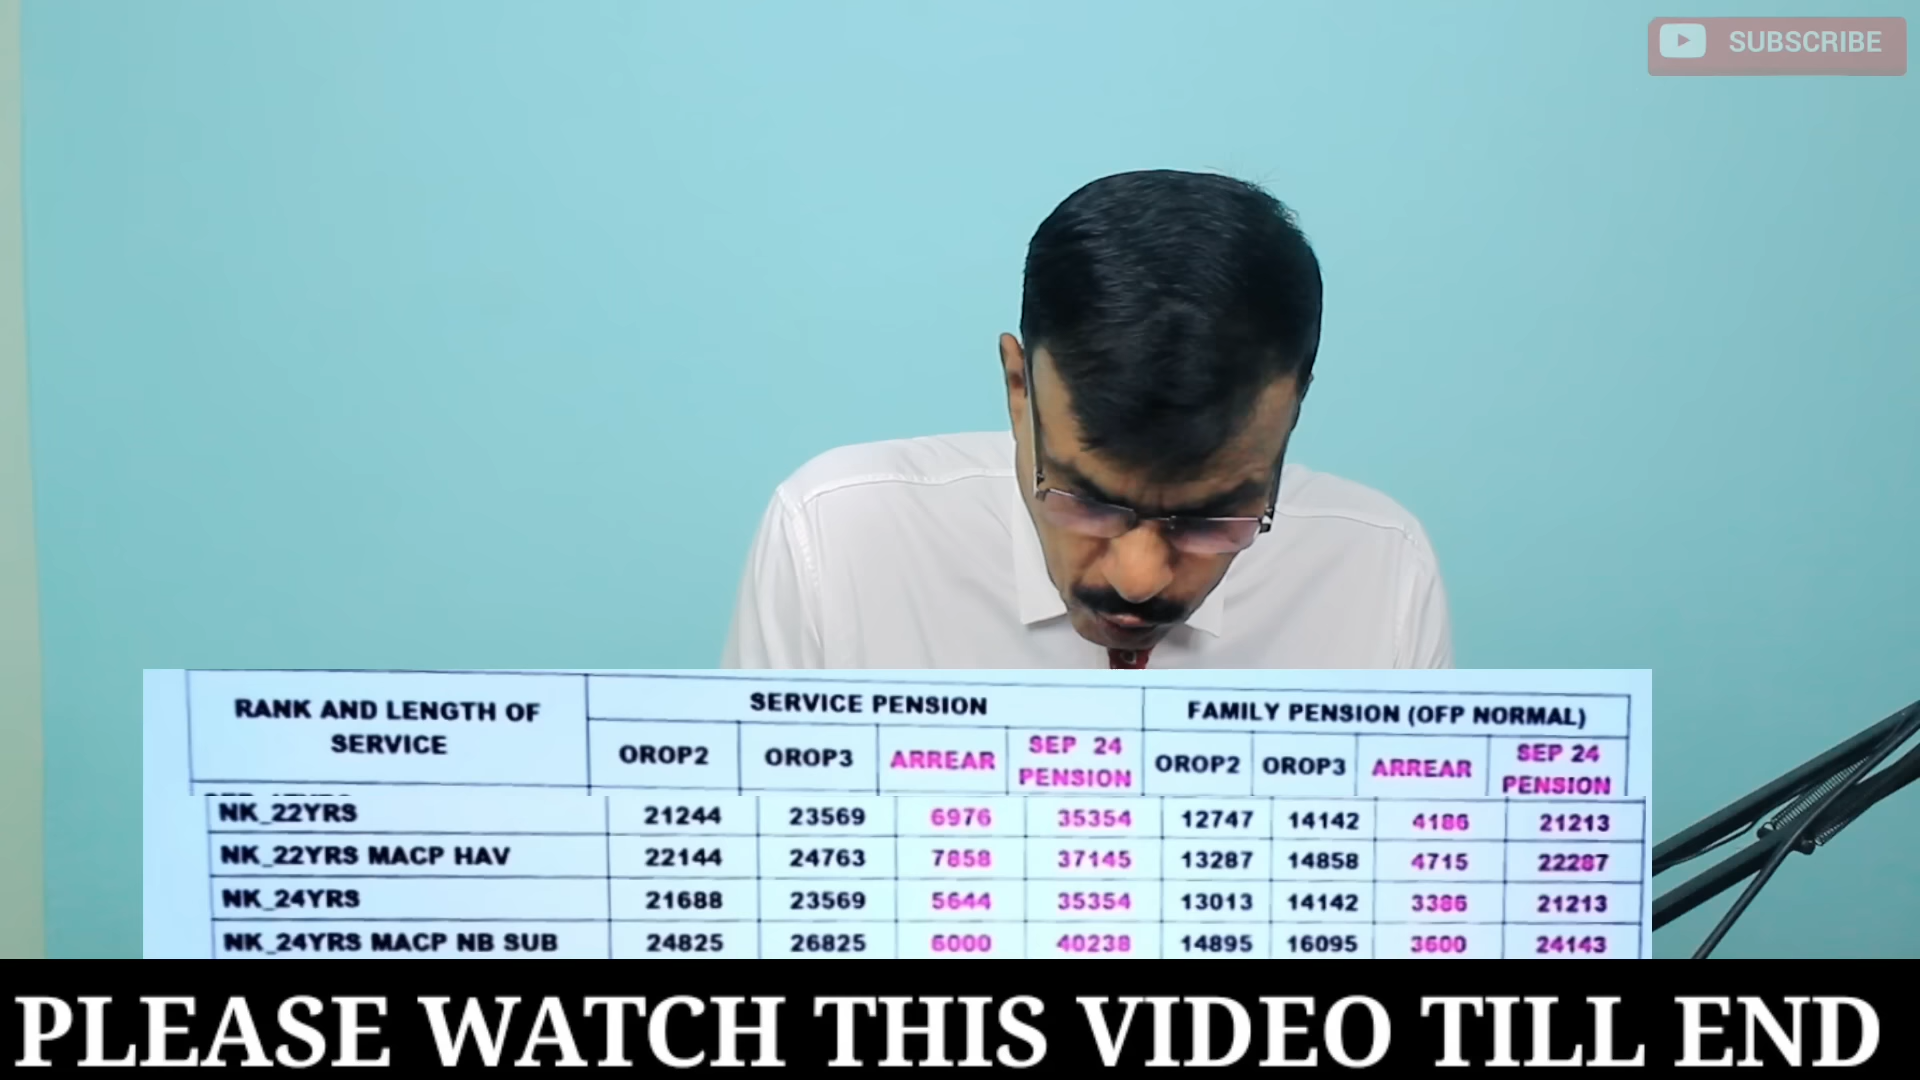 SUBSCRIBE
RANK AND LENGTH OF SERVICE SERVICE PENSION FAMILY PENSION (OFP NORMAL)
OROP2 OROP3 ARREAR SEP 24 PENSION OROP2 OROP3 ARREAR SEP 24 PENSION
NK_22YRS 21244 23569 6976 35354 12747 14142 4186 21213
NK_22YRS MACP HAV 22144 24763 7858 37145 13287 14858 4715 22287
NK_24YRS 21688 23569 5644 35354 13013 14142 3386 21213
NK_24YRS MACP NB SUB 24825 26825 6000 40238 14895 16095 3600 24143
PLEASE WATCH THIS VIDEO TILL END